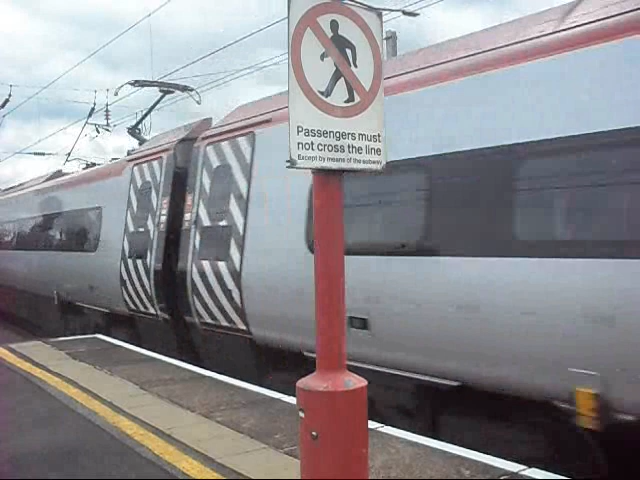 Passengers must
not cross the line
Except by means of the subway